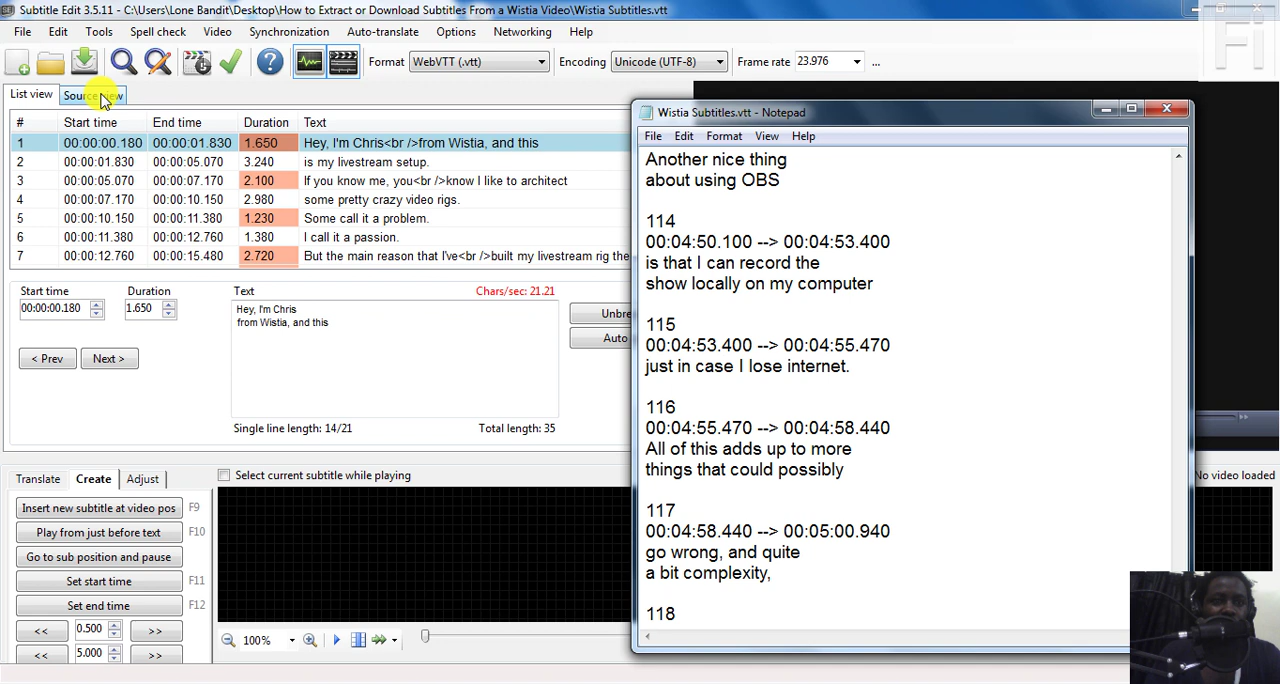 Subtitle Edit 3.5.11 - C:\Users\Lone Bandit\Desktop\How to Extract or Download Subtitles From a Wistia Video\Wistia Subtitles.vtt
File Edit Tools Spell check Video Synchronization Auto-translate Options Networking Help
Format WebVTT (.vtt) Encoding Unicode (UTF-8) Frame rate 23.976 ...
Fi
List view Source view
# Start time End time Duration Text
1 00:00:00.180 00:00:01.830 1.650 Hey, I'm Chris<br />from Wistia, and this
2 00:00:01.830 00:00:05.070 3.240 is my livestream setup.
3 00:00:05.070 00:00:07.170 2.100 If you know me, you<br />know I like to architect
4 00:00:07.170 00:00:10.150 2.980 some pretty crazy video rigs.
5 00:00:10.150 00:00:11.380 1.230 Some call it a problem.
6 00:00:11.380 00:00:12.760 1.380 I call it a passion.
7 00:00:12.760 00:00:15.480 2.720 But the main reason that I've<br />built my livestream rig the
Start time Duration Text Chars/sec: 21.21
00:00:00.180 1.650
Hey, I'm Chris
from Wistia, and this
Unbre
Auto
< Prev Next >
Single line length: 14/21 Total length: 35
Translate Create Adjust
Select current subtitle while playing
No video loaded
Insert new subtitle at video pos F9
Play from just before text F10
Go to sub position and pause
Set start time F11
Set end time F12
<< 0.500 >>
<< 5.000 >>
100%
Wistia Subtitles.vtt - Notepad
File Edit Format View Help
Another nice thing
about using OBS
114
00:04:50.100 --> 00:04:53.400
is that I can record the
show locally on my computer
115
00:04:53.400 --> 00:04:55.470
just in case I lose internet.
116
00:04:55.470 --> 00:04:58.440
All of this adds up to more
things that could possibly
117
00:04:58.440 --> 00:05:00.940
go wrong, and quite
a bit complexity,
118